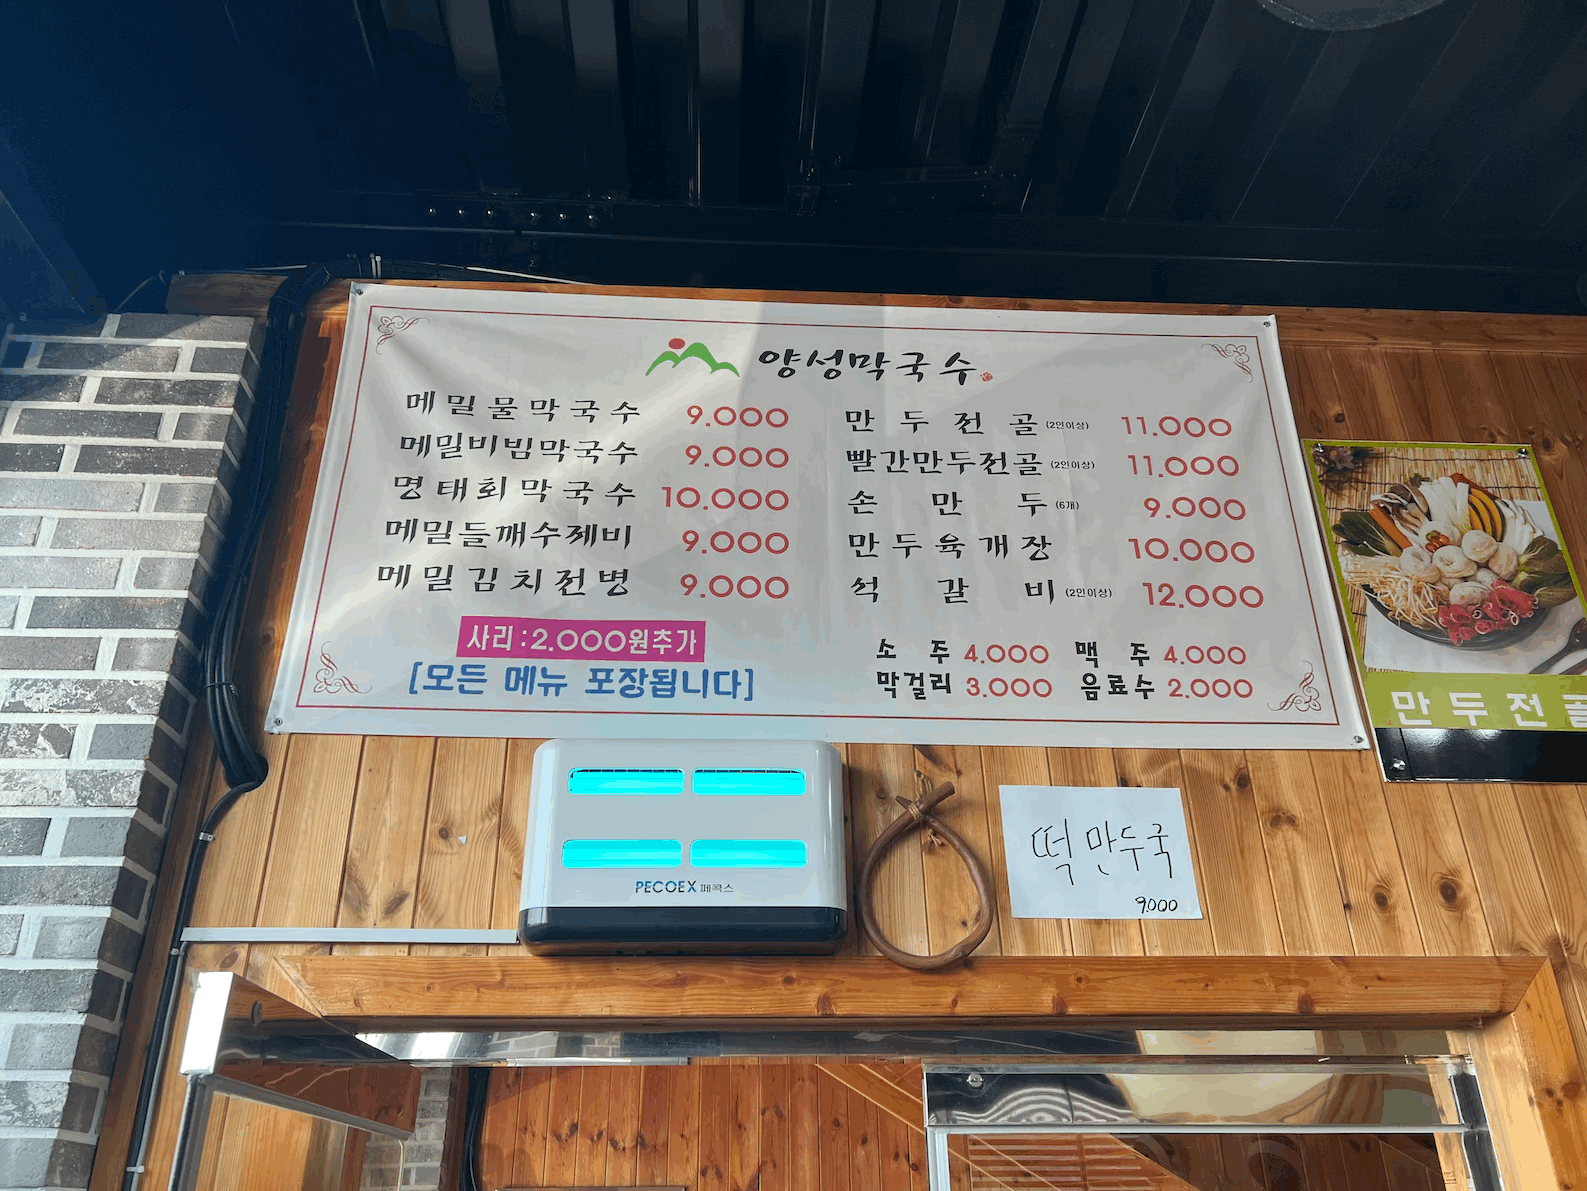 양성막국수
메밀물막국수 9.000
메밀비빔막국수 9.000
명태회막국수 10.000
메밀들깨수제비 9.000
메밀김치전병 9.000
사리:2.000원추가
[모든 메뉴 포장됩니다]
만두전골 (2인이상) 11.000
빨간만두전골 (2인이상) 11.000
손만두 (6개) 9.000
만두육개장 10.000
석갈비 (2인이상) 12.000
소주 4.000 맥주 4.000
막걸리 3.000 음료수 2.000
만두전골
PECOEX 페콕스
떡만두국
9.000